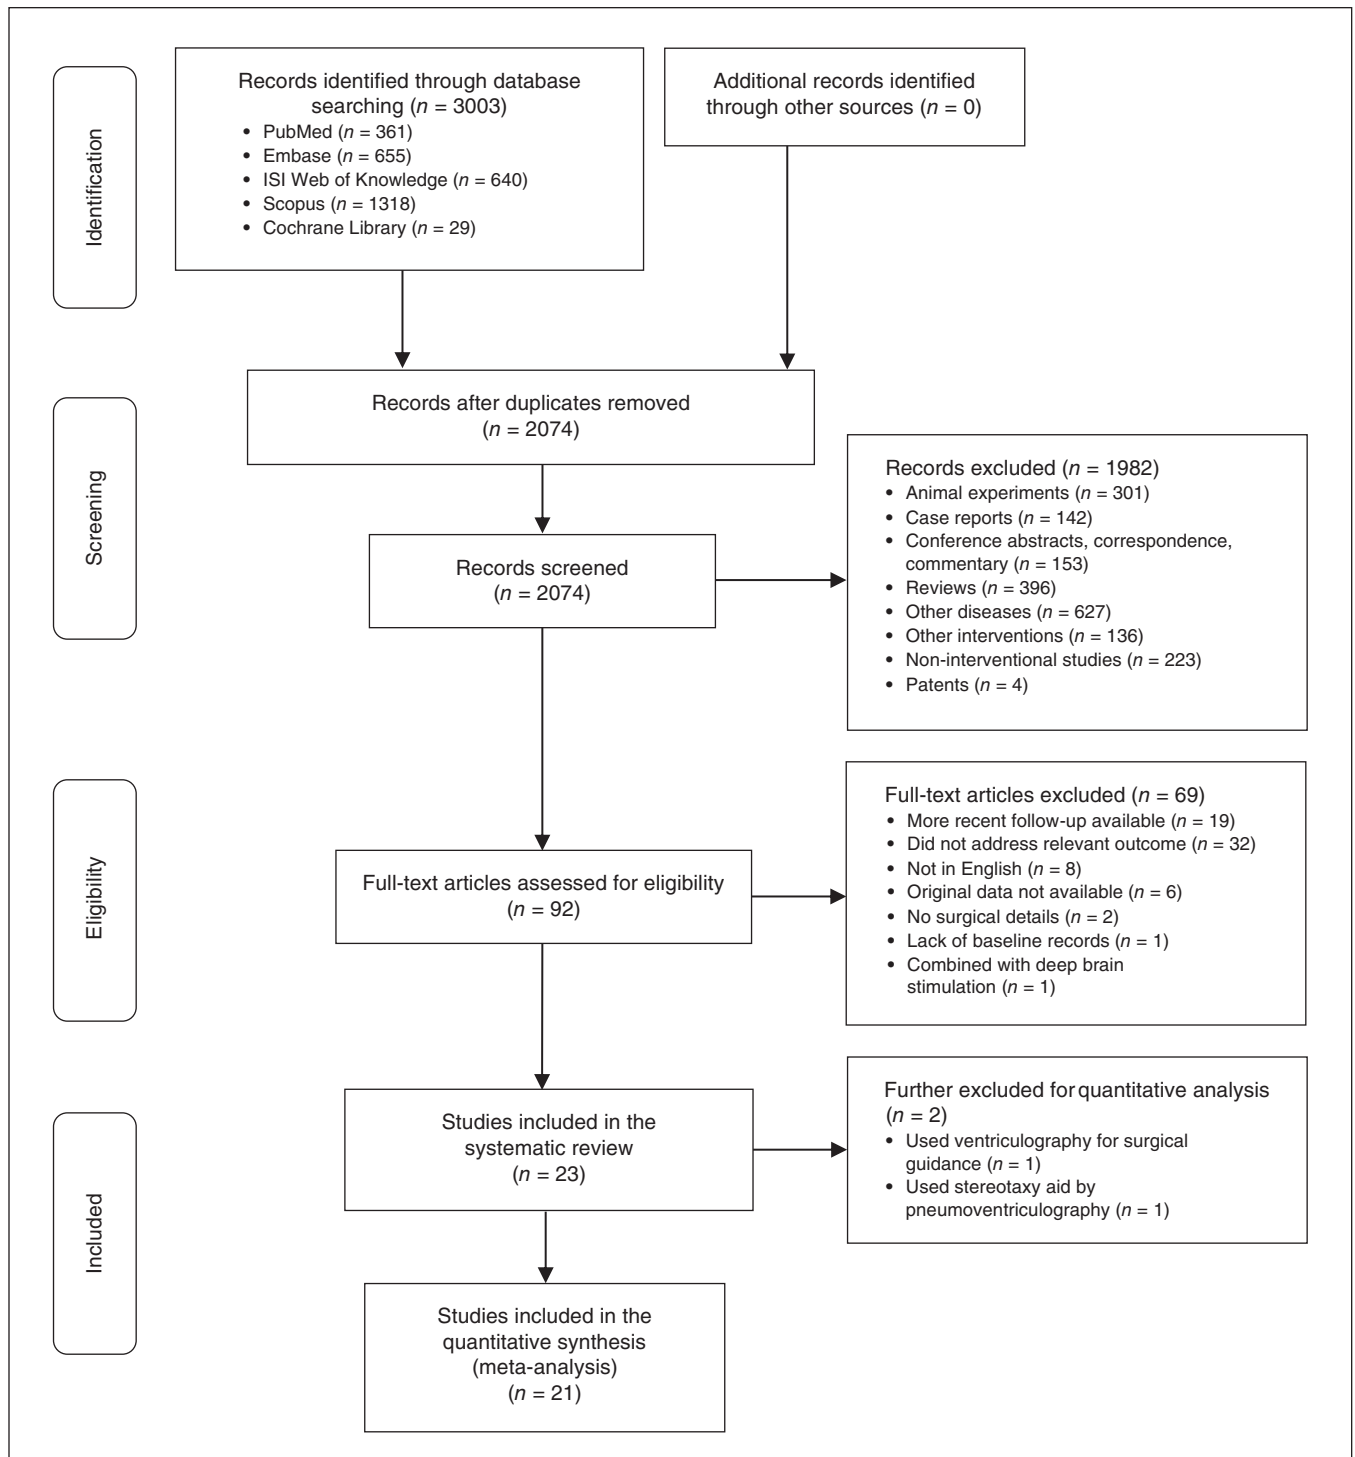 Identification
Records identified through database
searching (n = 3003)
• PubMed (n = 361)
• Embase (n = 655)
• ISI Web of Knowledge (n = 640)
• Scopus (n = 1318)
• Cochrane Library (n = 29)
Additional records identified
through other sources (n = 0)
Screening
Records after duplicates removed
(n = 2074)
Records screened
(n = 2074)
Records excluded (n = 1982)
• Animal experiments (n = 301)
• Case reports (n = 142)
• Conference abstracts, correspondence,
commentary (n = 153)
• Reviews (n = 396)
• Other diseases (n = 627)
• Other interventions (n = 136)
• Non-interventional studies (n = 223)
• Patents (n = 4)
Eligibility
Full-text articles assessed for eligibility
(n = 92)
Full-text articles excluded (n = 69)
• More recent follow-up available (n = 19)
• Did not address relevant outcome (n = 32)
• Not in English (n = 8)
• Original data not available (n = 6)
• No surgical details (n = 2)
• Lack of baseline records (n = 1)
• Combined with deep brain
stimulation (n = 1)
Included
Studies included in the
systematic review
(n = 23)
Further excluded for quantitative analysis
(n = 2)
• Used ventriculography for surgical
guidance (n = 1)
• Used stereotaxy aid by
pneumoventriculography (n = 1)
Studies included in the
quantitative synthesis
(meta-analysis)
(n = 21)